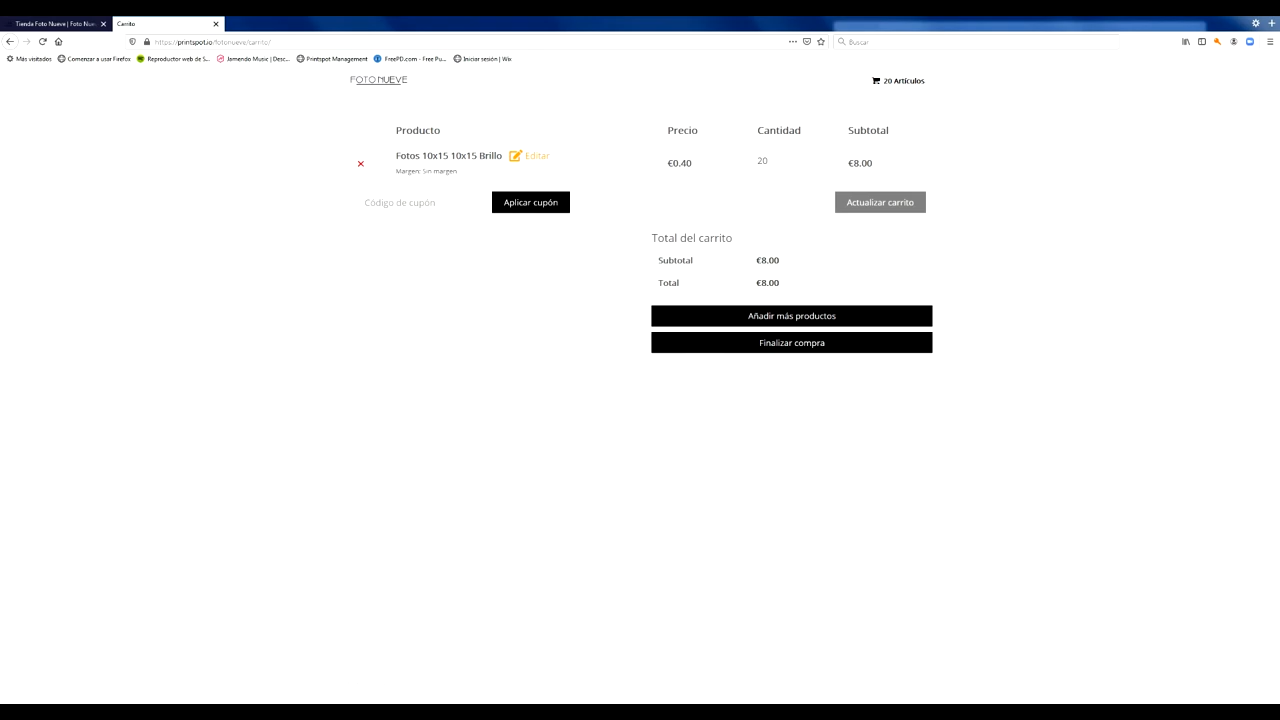 Tienda Foto Nueve | Foto Nue
Carrito
https://printspot.io/fotonueve/carrito/
Buscar
Más visitados
Comenzar a usar Firefox
Reproductor web de S...
Jamendo Music | Desc...
Printspot Management
FreePD.com - Free Pu...
Iniciar sesión | Wix
FOTO NUEVE
20 Artículos
Producto Precio Cantidad Subtotal
Fotos 10x15 10x15 Brillo Editar
Margen: Sin margen
€0.40 20 €8.00
Código de cupón Aplicar cupón Actualizar carrito
Total del carrito
Subtotal €8.00
Total €8.00
Añadir más productos
Finalizar compra